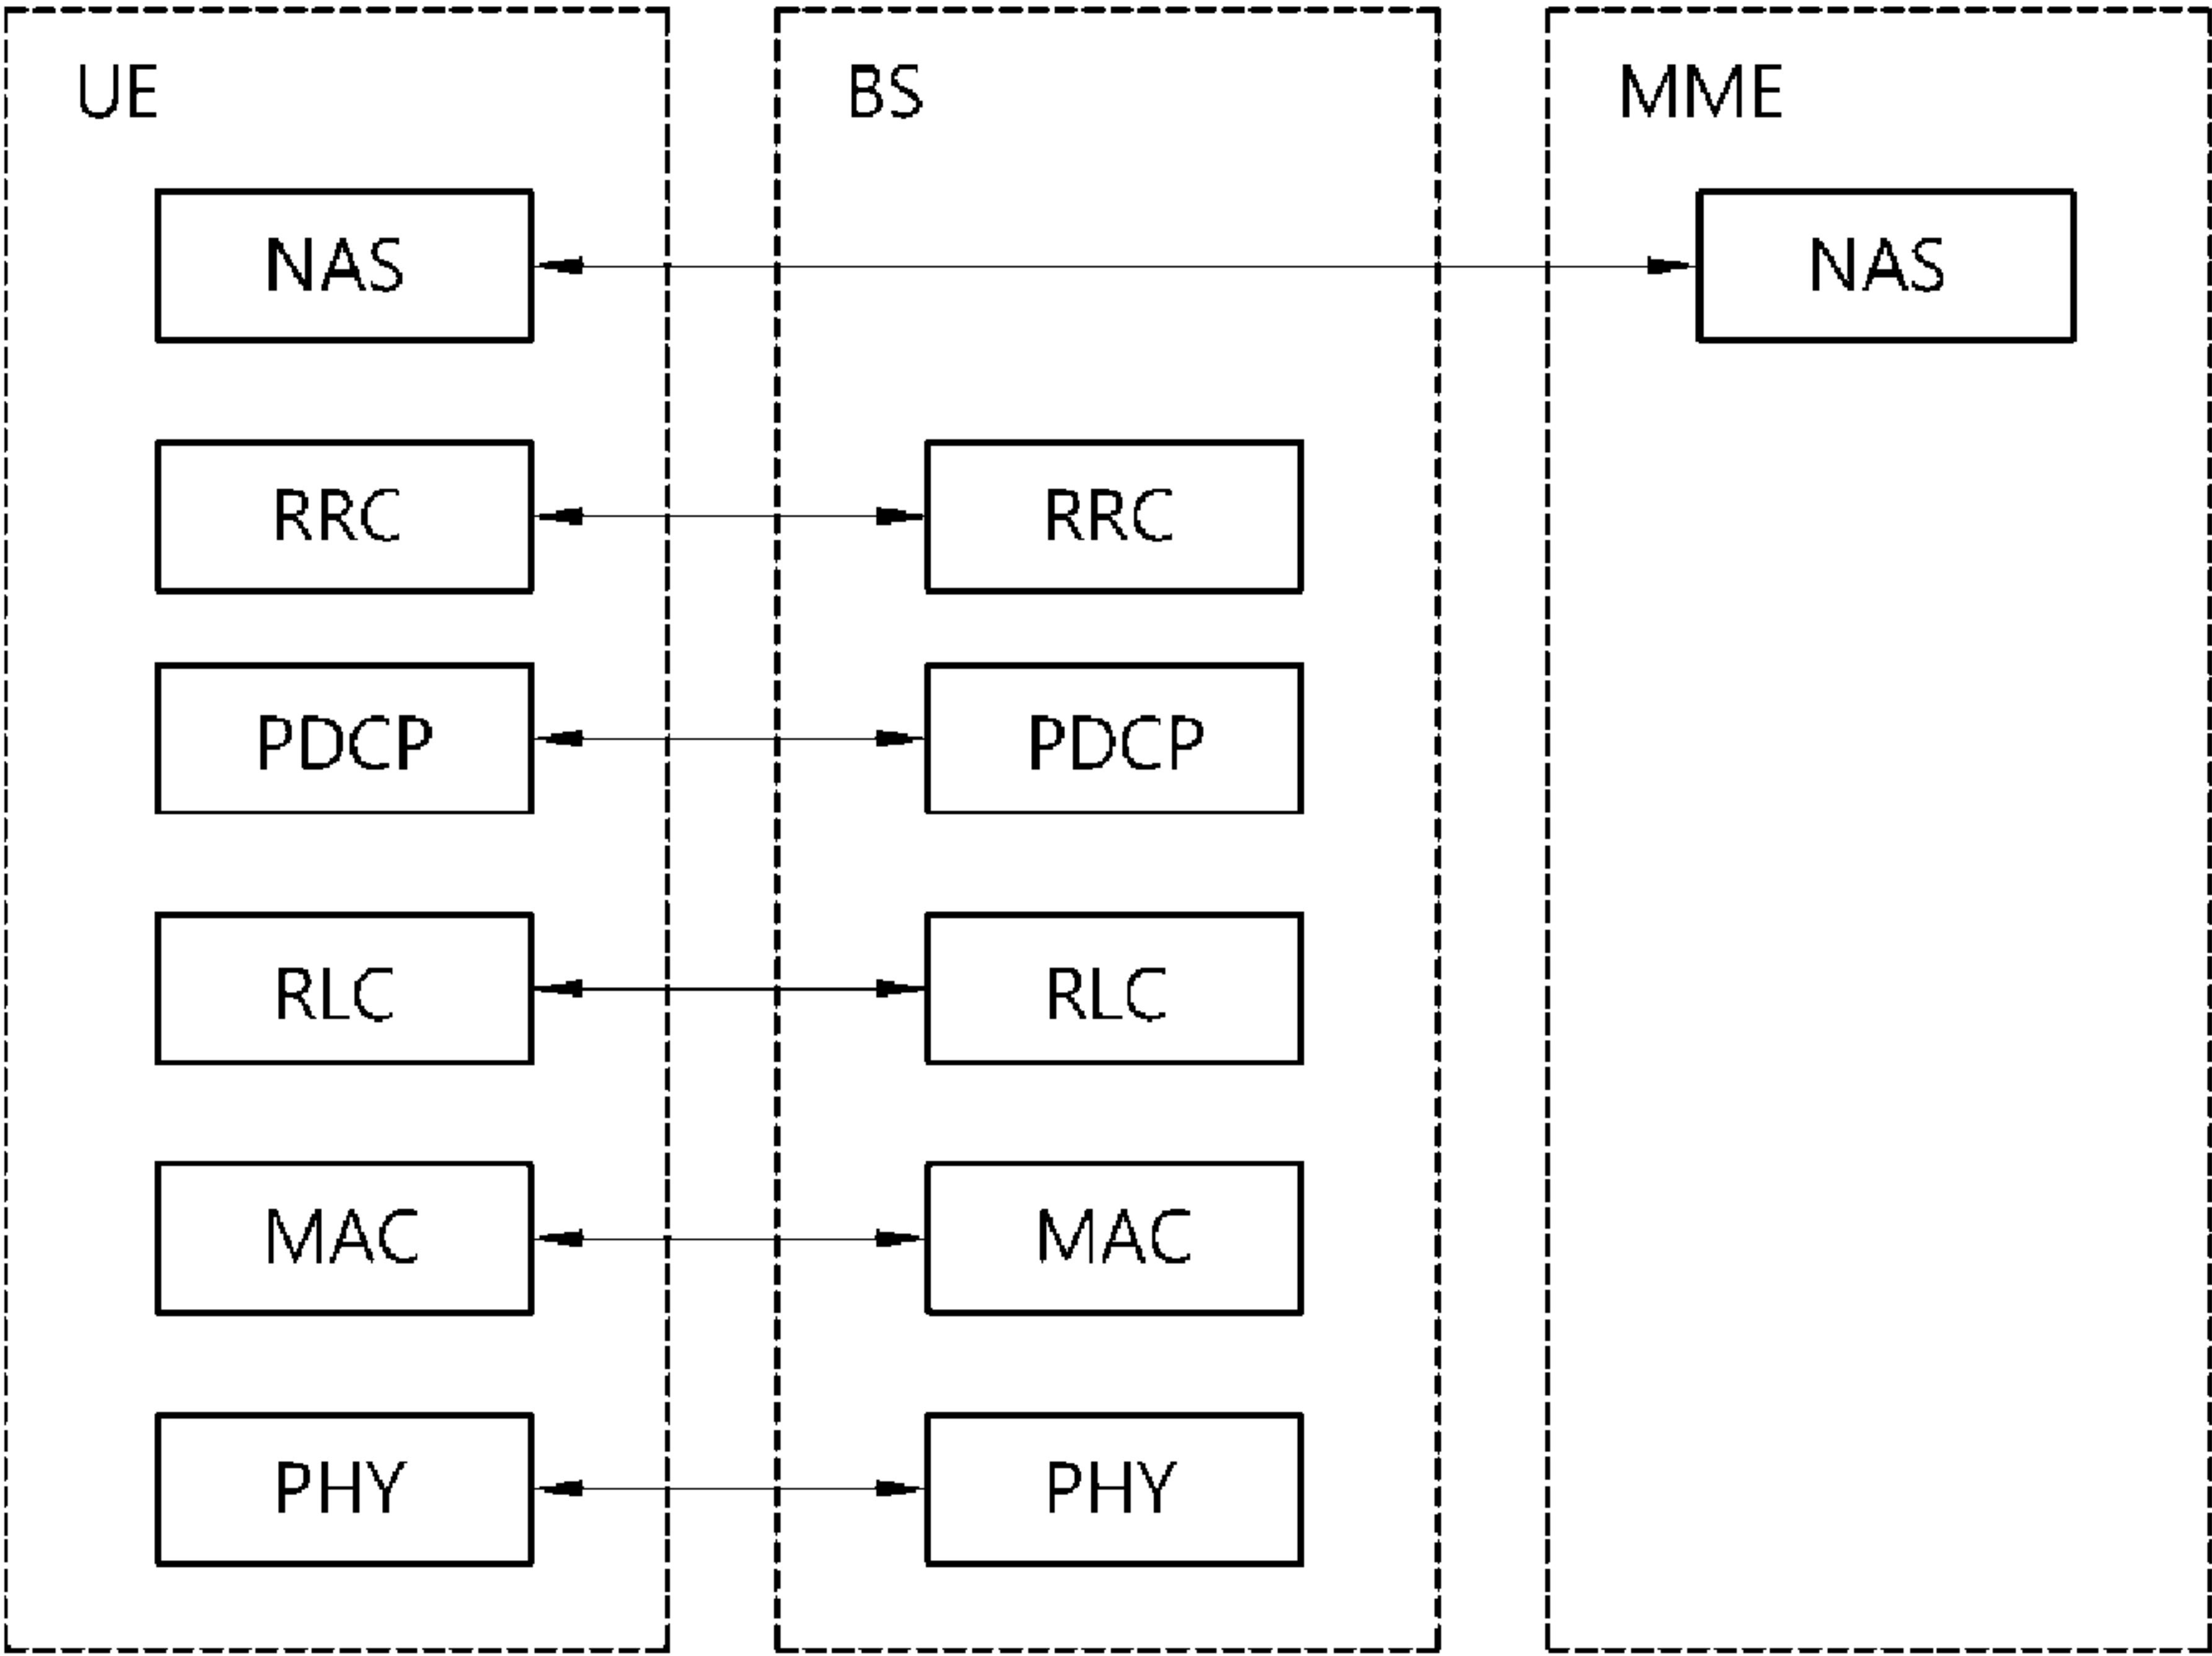 UE
BS
MME
NAS
NAS
RRC
RRC
PDCP
PDCP
RLC
RLC
MAC
MAC
PHY
PHY